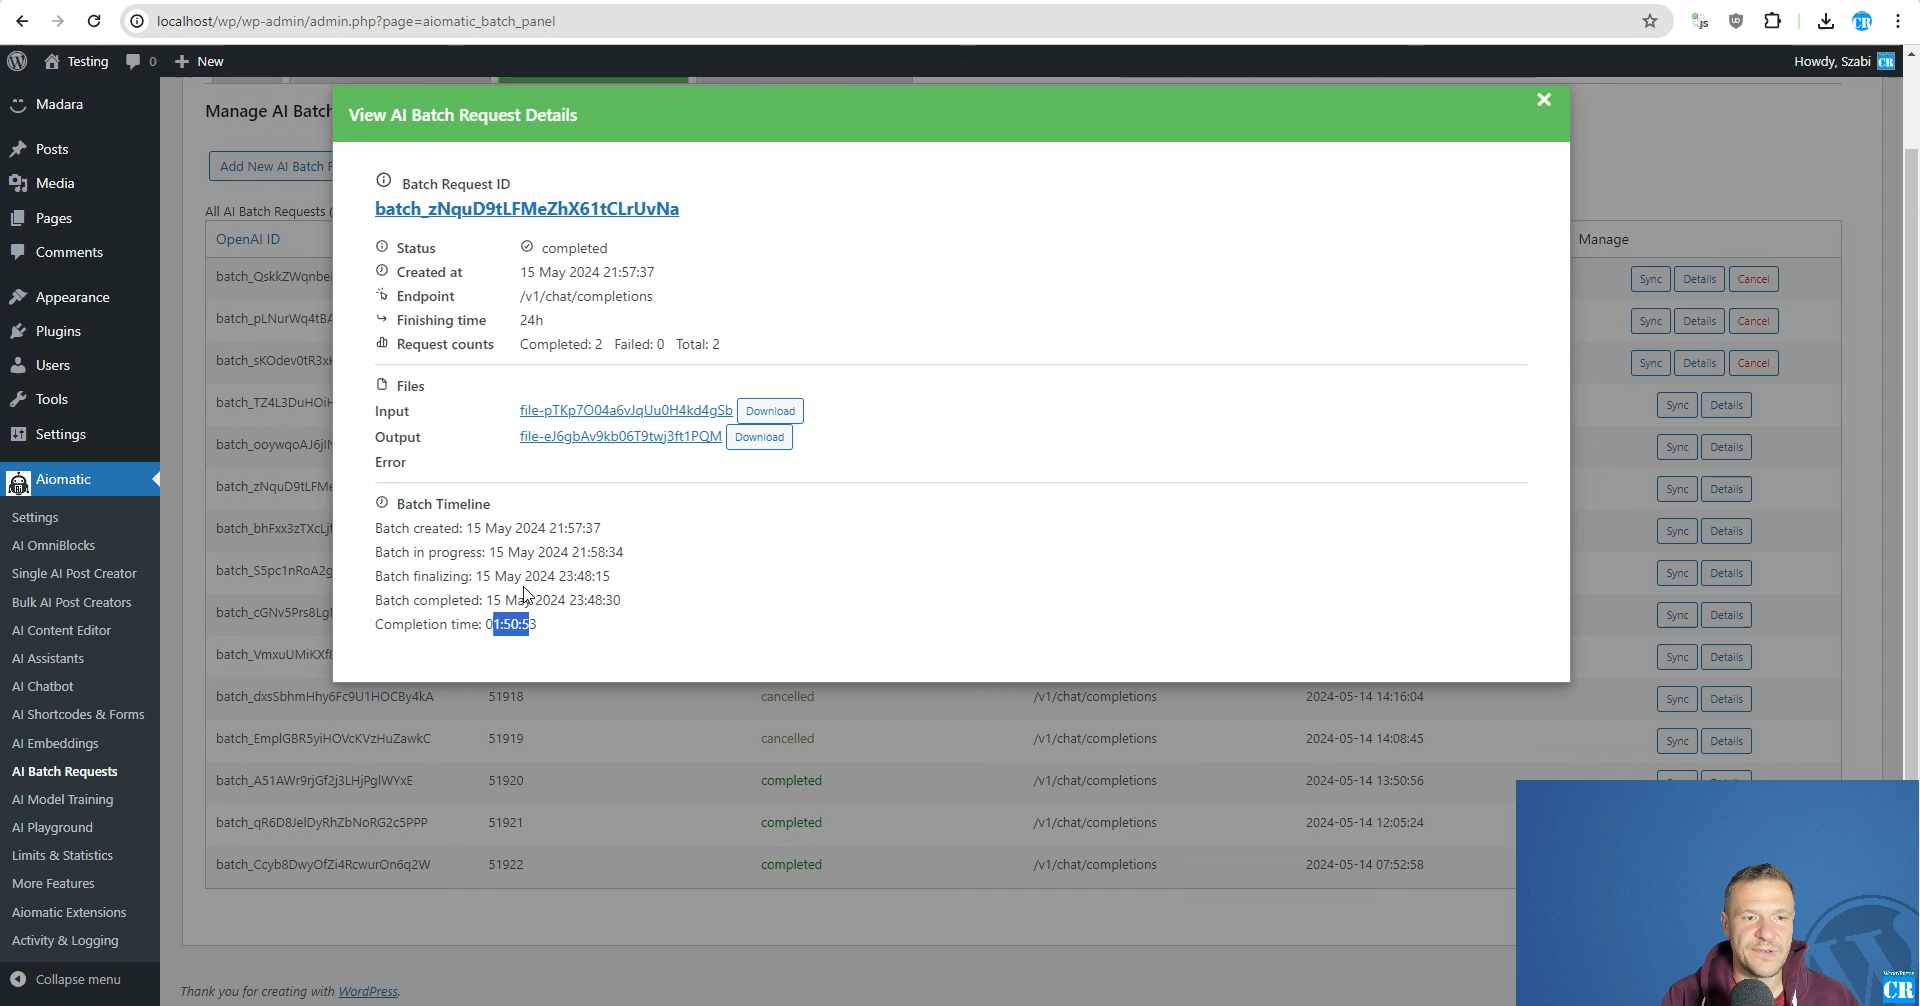 localhost/wp/wp-admin/admin.php?page=aiomatic_batch_panel
Testing 0 New
Howdy, Szabi
Madara
Posts
Media
Pages
Comments
Appearance
Plugins
Users
Tools
Settings
Aiomatic
Settings
AI OmniBlocks
Single AI Post Creator
Bulk AI Post Creators
AI Content Editor
AI Assistants
AI Chatbot
AI Shortcodes & Forms
AI Embeddings
AI Batch Requests
AI Model Training
AI Playground
Limits & Statistics
More Features
Aiomatic Extensions
Activity & Logging
Collapse menu
Manage AI Batch
Add New AI Batch
All AI Batch Requests
OpenAI ID
Manage
batch_QskkZWqnbe
Sync Details Cancel
batch_pLNurWq4tBA
Sync Details Cancel
batch_sKOdev0tR3x
Sync Details Cancel
batch_TZ4L3DuHOiH
Sync Details
batch_ooywqoAJ6jIN
Sync Details
batch_zNquD9tLFMe
Sync Details
batch_bhFxx3zTXcLjf
Sync Details
batch_S5pc1nRoA2g
Sync Details
batch_cGNv5Prs8LgI
Sync Details
batch_VmxuUMiKXf8
Sync Details
View AI Batch Request Details
Batch Request ID
batch_zNquD9tLFMeZhX61tCLrUvNa
Status completed
Created at 15 May 2024 21:57:37
Endpoint /v1/chat/completions
Finishing time 24h
Request counts Completed: 2 Failed: 0 Total: 2
Files
Input file-pTKp7O04a6vJqUu0H4kd4gSb Download
Output file-eJ6gbAv9kb06T9twj3ft1PQM Download
Error
Batch Timeline
Batch created: 15 May 2024 21:57:37
Batch in progress: 15 May 2024 21:58:34
Batch finalizing: 15 May 2024 23:48:15
Batch completed: 15 May 2024 23:48:30
Completion time: 01:50:53
batch_dxsSbhmHhy6Fc9U1HOCBy4kA 51918 cancelled /v1/chat/completions 2024-05-14 14:16:04 Sync Details
batch_EmplGBR5yiHOVcKVzHuZawkC 51919 cancelled /v1/chat/completions 2024-05-14 14:08:45 Sync Details
batch_A51AWr9rjGf2j3LHjPglWYxE 51920 completed /v1/chat/completions 2024-05-14 13:50:56
batch_qR6D8JelDyRhZbNoRG2c5PPP 51921 completed /v1/chat/completions 2024-05-14 12:05:24
batch_Ccyb8DwyOfZi4RcwurOn6q2W 51922 completed /v1/chat/completions 2024-05-14 07:52:58
Thank you for creating with WordPress.
WORDPRESS
CR